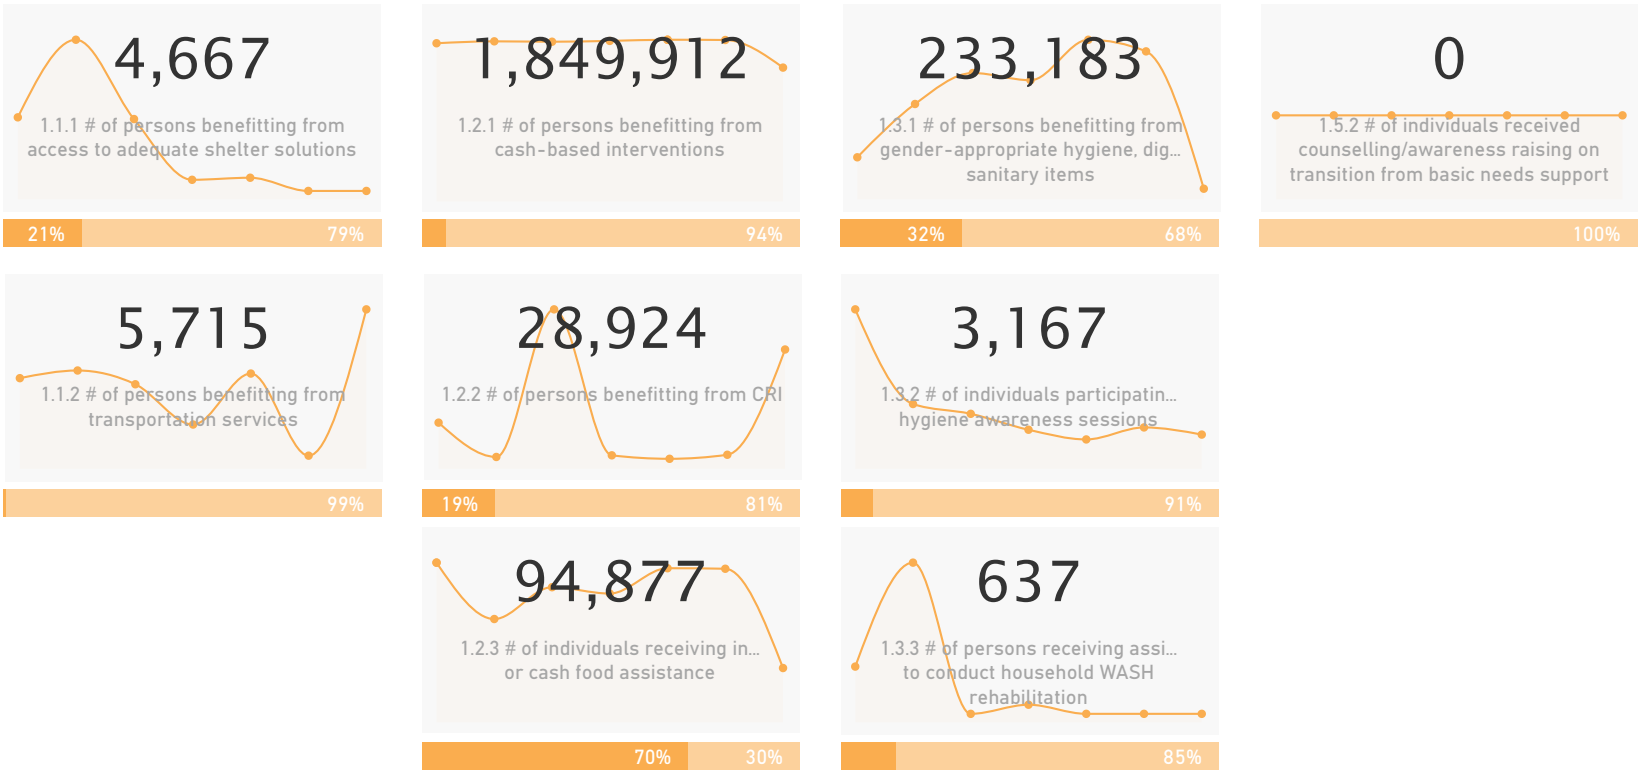 4,667
1.1.1 # of persons benefitting from
access to adequate shelter solutions
21% 79%
1,849,912
1.2.1 # of persons benefitting from
cash-based interventions
94%
233,183
1.3.1 # of persons benefitting from
gender-appropriate hygiene, dig...
sanitary items
32% 68%
0
1.5.2 # of individuals received
counselling/awareness raising on
transition from basic needs support
100%
5,715
1.1.2 # of persons benefitting from
transportation services
99%
28,924
1.2.2 # of persons benefitting from CRI
19% 81%
3,167
1.3.2 # of individuals participatin...
hygiene awareness sessions
91%
94,877
1.2.3 # of individuals receiving in...
or cash food assistance
70% 30%
637
1.3.3 # of persons receiving assi...
to conduct household WASH
rehabilitation
85%